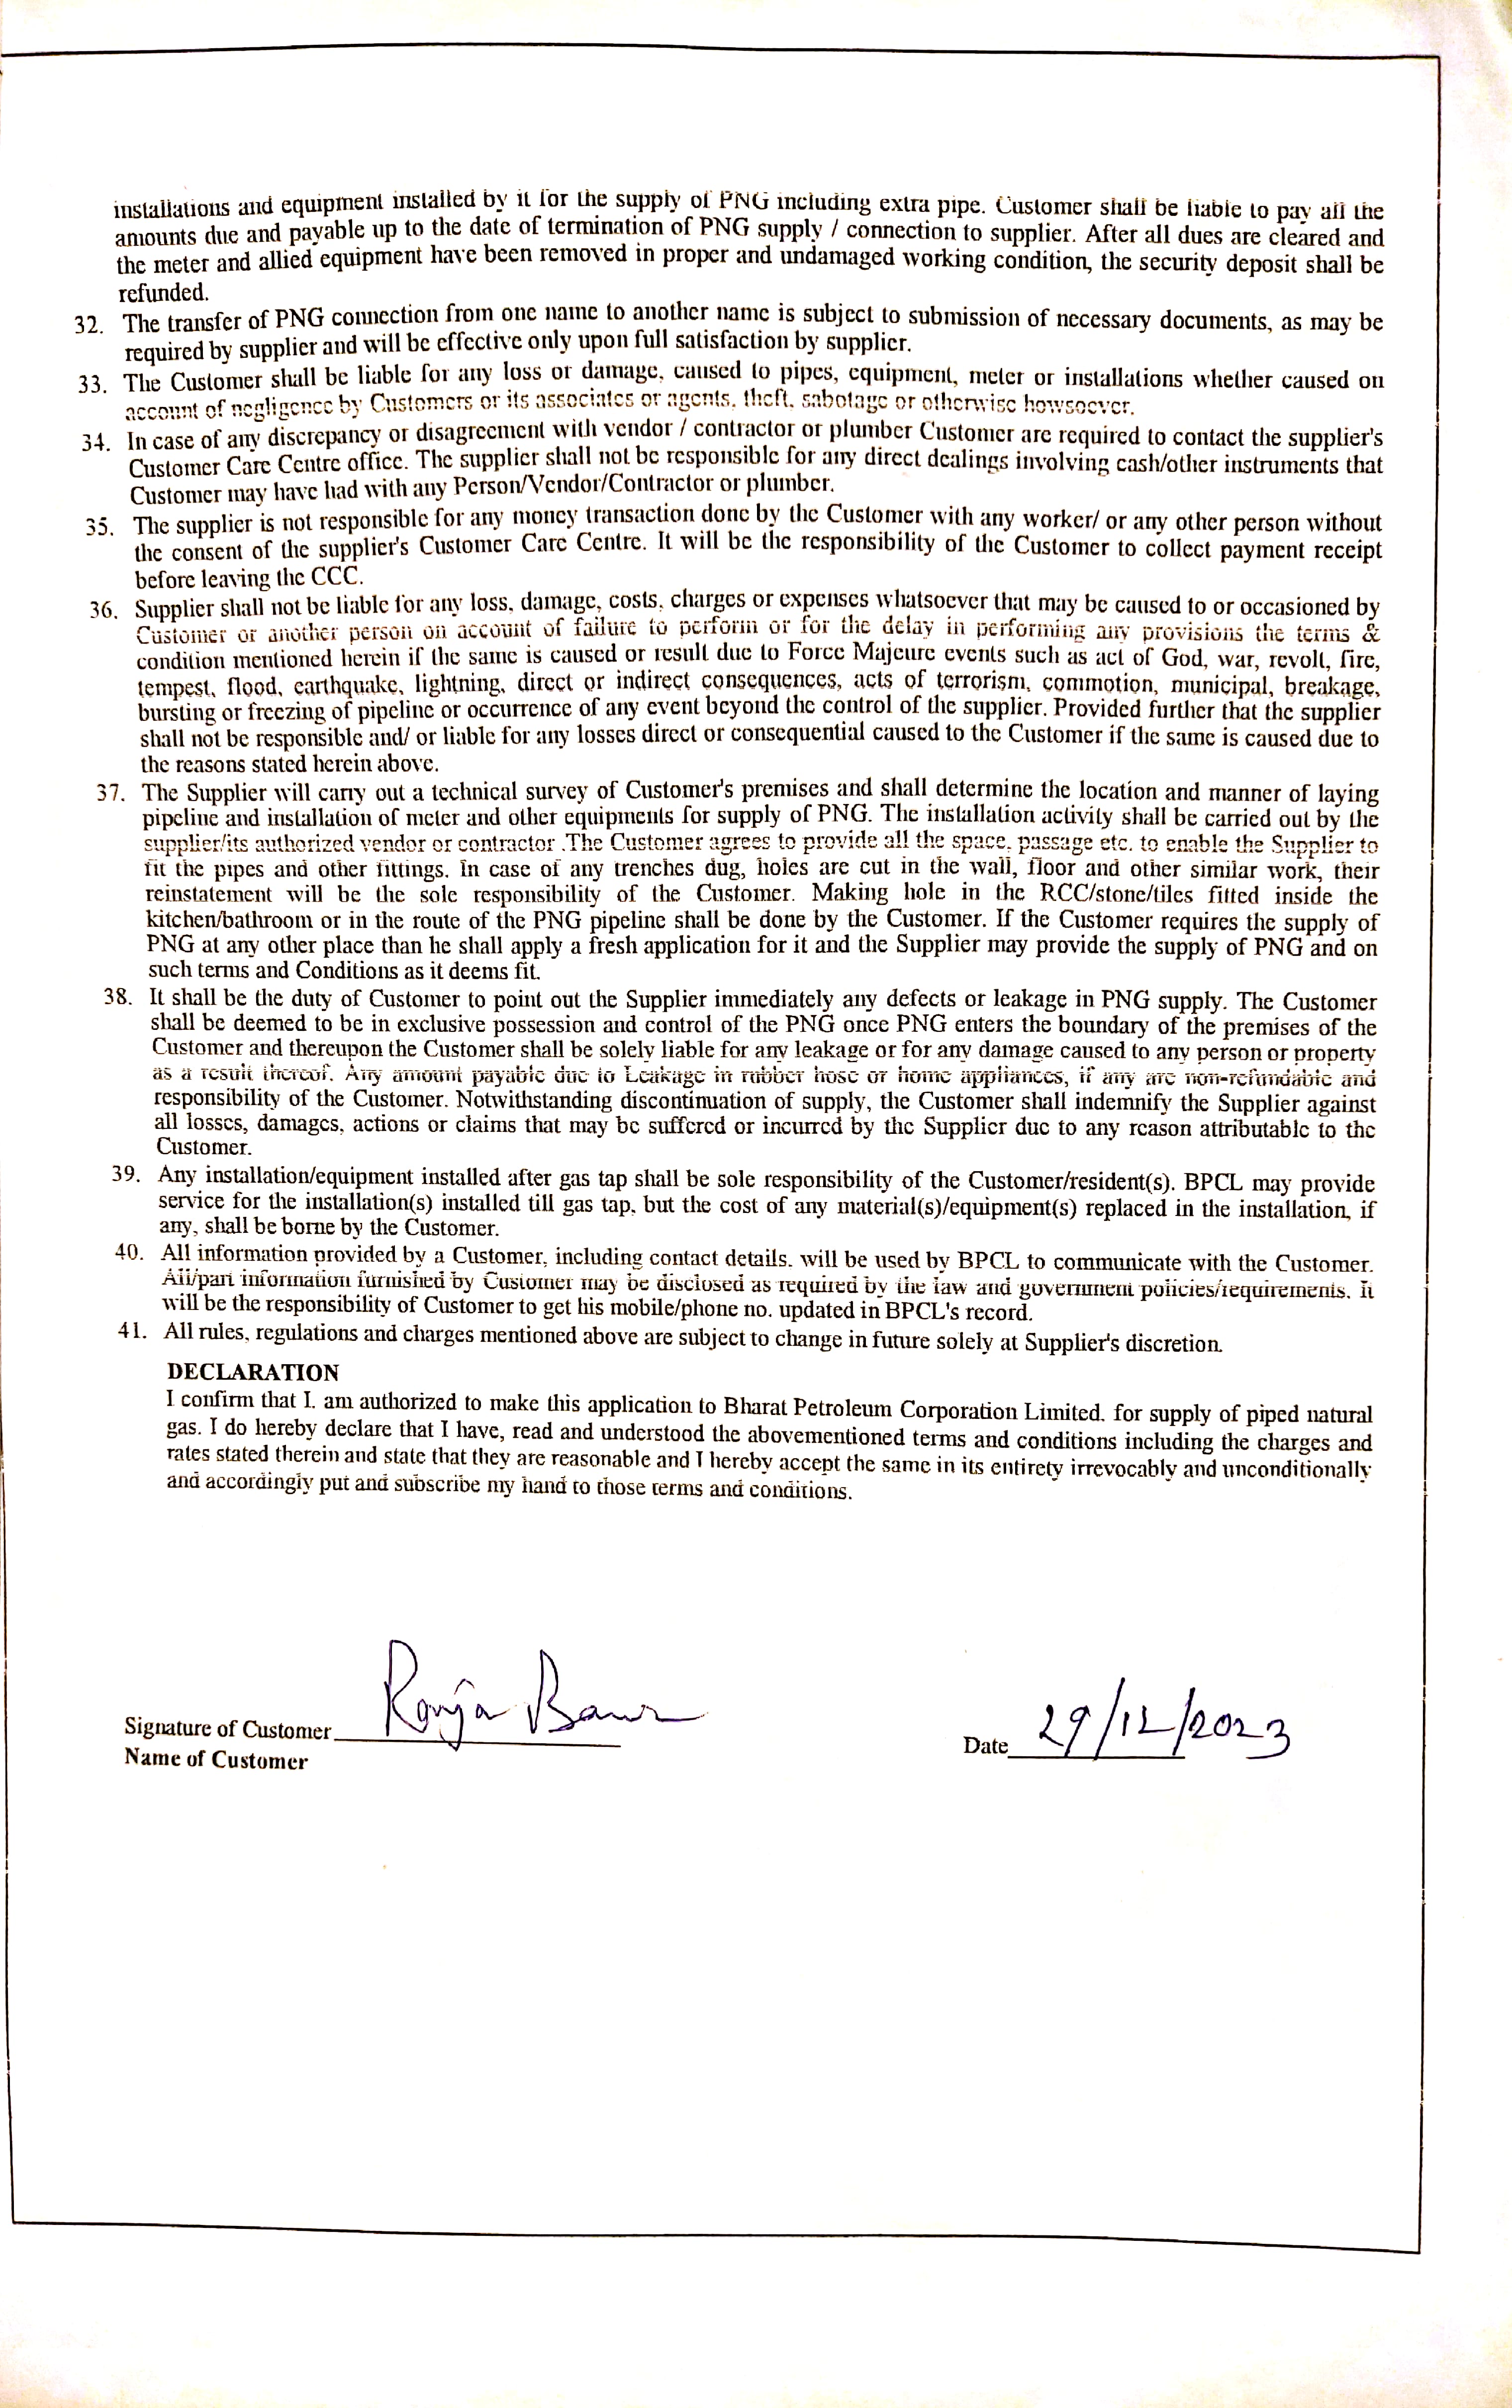 installations and equipment installed by it for the supply of PNG including extra pipe. Customer shall be liable to pay all the
amounts due and payable up to the date of termination of PNG supply / connection to supplier. After all dues are cleared and
the meter and allied equipment have been removed in proper and undamaged working condition, the security deposit shall be
refunded.
32. The transfer of PNG connection from one name to another name is subject to submission of necessary documents, as may be
required by supplier and will be effective only upon full satisfaction by supplier.
33. The Customer shall be liable for any loss or damage, caused to pipes, equipment, meter or installations whether caused on
account of negligence by Customers or its associates or agents, theft, sabotage or otherwise howsoever.
34. In case of any discrepancy or disagreement with vendor / contractor or plumber Customer are required to contact the supplier's
Customer Care Centre office. The supplier shall not be responsible for any direct dealings involving cash/other instruments that
Customer may have had with any Person/Vendor/Contractor or plumber.
35. The supplier is not responsible for any money transaction done by the Customer with any worker/ or any other person without
the consent of the supplier's Customer Care Centre. It will be the responsibility of the Customer to collect payment receipt
before leaving the CCC.
36. Supplier shall not be liable for any loss, damage, costs, charges or expenses whatsoever that may be caused to or occasioned by
Customer or another person on account of failure to perform or for the delay in performing any provisions the terms &
condition mentioned herein if the same is caused or result due to Force Majeure events such as act of God, war, revolt, fire,
tempest, flood, earthquake, lightning, direct or indirect consequences, acts of terrorism, commotion, municipal, breakage,
bursting or freezing of pipeline or occurrence of any event beyond the control of the supplier. Provided further that the supplier
shall not be responsible and/ or liable for any losses direct or consequential caused to the Customer if the same is caused due to
the reasons stated herein above.
37. The Supplier will carry out a technical survey of Customer's premises and shall determine the location and manner of laying
pipeline and installation of meter and other equipments for supply of PNG. The installation activity shall be carried out by the
supplier/its authorized vendor or contractor .The Customer agrees to provide all the space, passage etc. to enable the Supplier to
fit the pipes and other fittings. In case of any trenches dug, holes are cut in the wall, floor and other similar work, their
reinstatement will be the sole responsibility of the Customer. Making hole in the RCC/stone/tiles fitted inside the
kitchen/bathroom or in the route of the PNG pipeline shall be done by the Customer. If the Customer requires the supply of
PNG at any other place than he shall apply a fresh application for it and the Supplier may provide the supply of PNG and on
such terms and Conditions as it deems fit.
38. It shall be the duty of Customer to point out the Supplier immediately any defects or leakage in PNG supply. The Customer
shall be deemed to be in exclusive possession and control of the PNG once PNG enters the boundary of the premises of the
Customer and thereupon the Customer shall be solely liable for any leakage or for any damage caused to any person or property
as a result thereof. Any amount payable due to Leakage in rubber hose or home appliances, if any are non-refundable and
responsibility of the Customer. Notwithstanding discontinuation of supply, the Customer shall indemnify the Supplier against
all losses, damages, actions or claims that may be suffered or incurred by the Supplier due to any reason attributable to the
Customer.
39. Any installation/equipment installed after gas tap shall be sole responsibility of the Customer/resident(s). BPCL may provide
service for the installation(s) installed till gas tap, but the cost of any material(s)/equipment(s) replaced in the installation, if
any, shall be borne by the Customer.
40. All information provided by a Customer, including contact details. will be used by BPCL to communicate with the Customer.
All/part information furnished by Customer may be disclosed as required by the law and government policies/requirements. It
will be the responsibility of Customer to get his mobile/phone no. updated in BPCL's record.
41. All rules, regulations and charges mentioned above are subject to change in future solely at Supplier's discretion.
DECLARATION
I confirm that I. am authorized to make this application to Bharat Petroleum Corporation Limited. for supply of piped natural
gas. I do hereby declare that I have, read and understood the abovementioned terms and conditions including the charges and
rates stated therein and state that they are reasonable and I hereby accept the same in its entirety irrevocably and unconditionally
and accordingly put and subscribe my hand to those terms and conditions.
Signature of Customer
Name of Customer
Date 29/12/2023